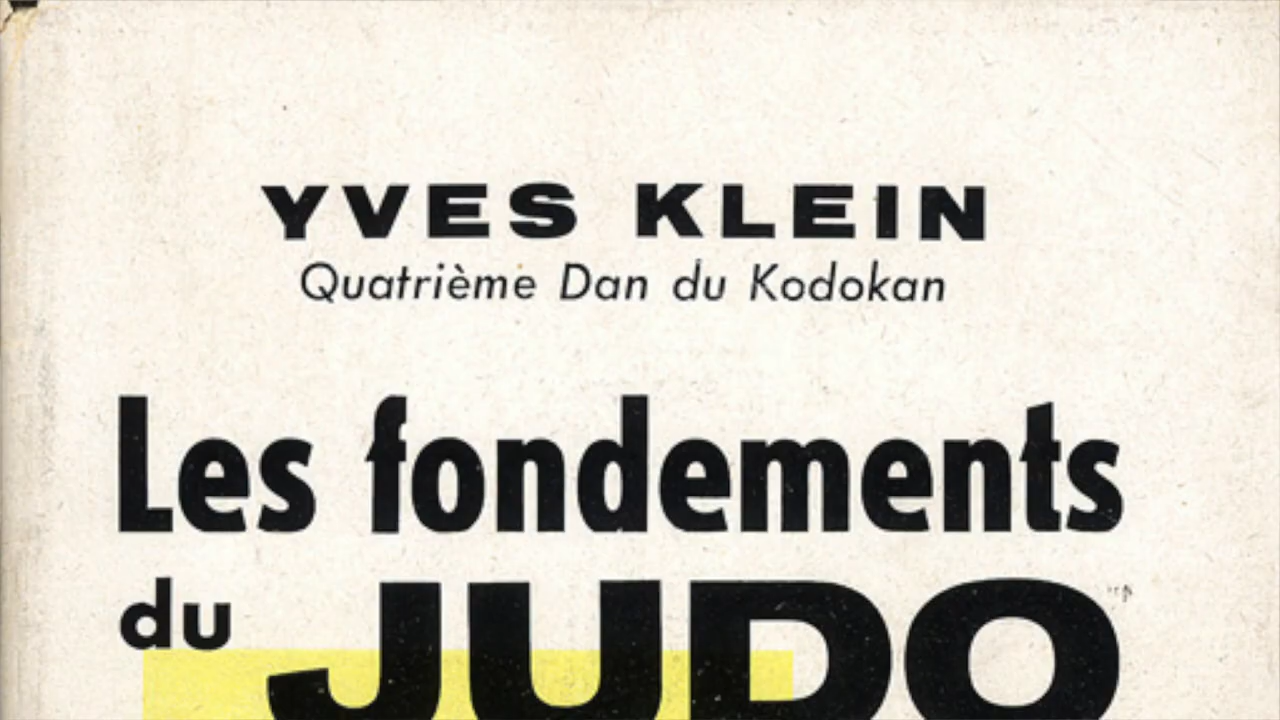 YVES KLEIN
Quatrième Dan du Kodokan
Les fondements
du JUDO